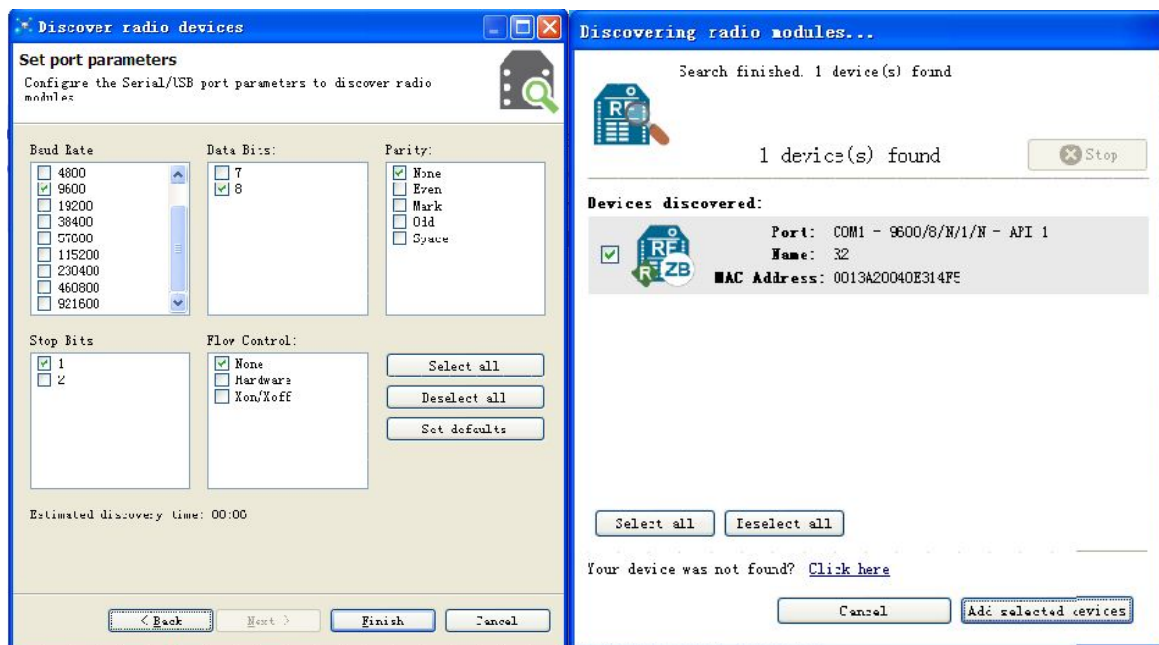 Discover radio devices
Set port parameters
Configure the Serial/USB port parameters to discover radio
modules
Baud Rate
4800
9600
19200
38400
57600
115200
230400
460800
921600
Data Bits:
7
8
Parity:
None
Even
Mark
Odd
Space
Stop Bits
1
2
Flow Control:
None
Hardware
Xon/Xoff
Select all
Deselect all
Set defaults
Estimated discovery time: 00:06
< Back
Next >
Finish
Cancel
Discovering radio modules...
Search finished. 1 device(s) found
RF
1 device(s) found
Stop
Devices discovered:
RF
R
ZB
Port: COM1 - 9600/8/N/1/N - API 1
Name: 32
MAC Address:
Select all
Deselect all
Your device was not found? Click here
Cancel
Add selected devices